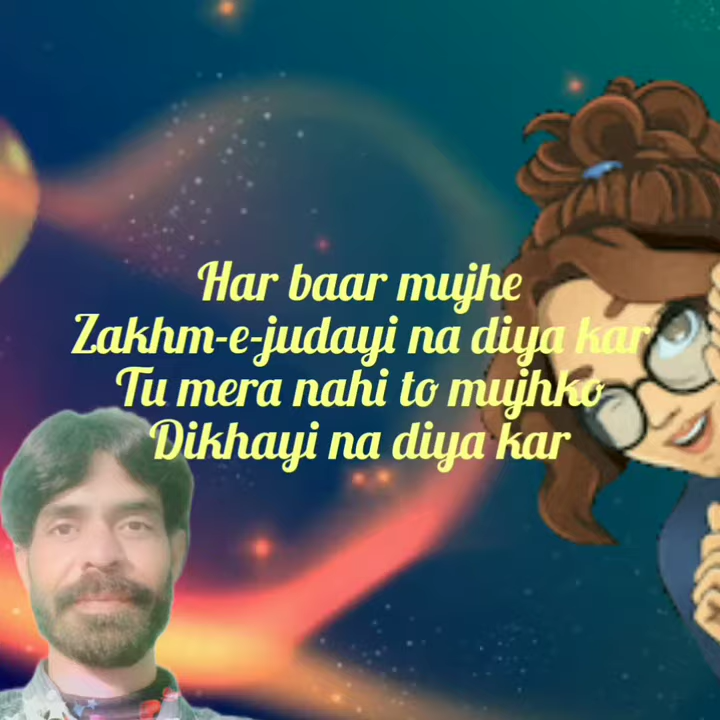 Har baar mujhe
Zakhm-e-judayi na diya kar
Tu mera nahi to mujhko
Dikhayi na diya kar